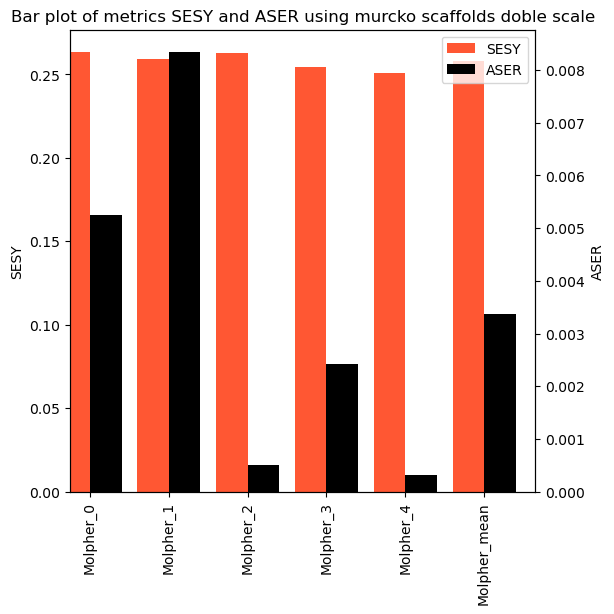 Bar plot of metrics SESY and ASER using murcko scaffolds doble scale
SESY
ASER
0.25
0.20
0.15
0.10
0.05
0.00
SESY
0.008
0.007
0.006
0.005
0.004
0.003
0.002
0.001
0.000
ASER
Molpher_0
Molpher_1
Molpher_2
Molpher_3
Molpher_4
Molpher_mean